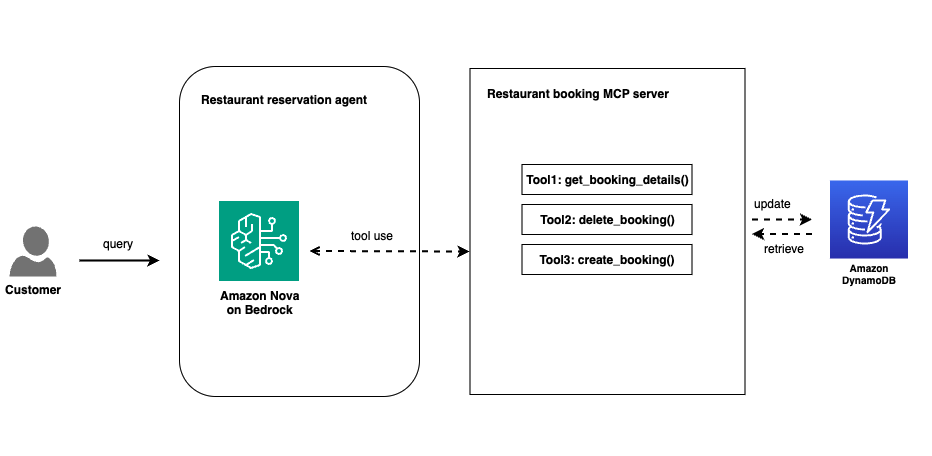 Restaurant reservation agent
Restaurant booking MCP server
Tool1: get_booking_details()
Tool2: delete_booking()
Tool3: create_booking()
update
retrieve
Amazon
DynamoDB
query
tool use
Customer
Amazon Nova
on Bedrock